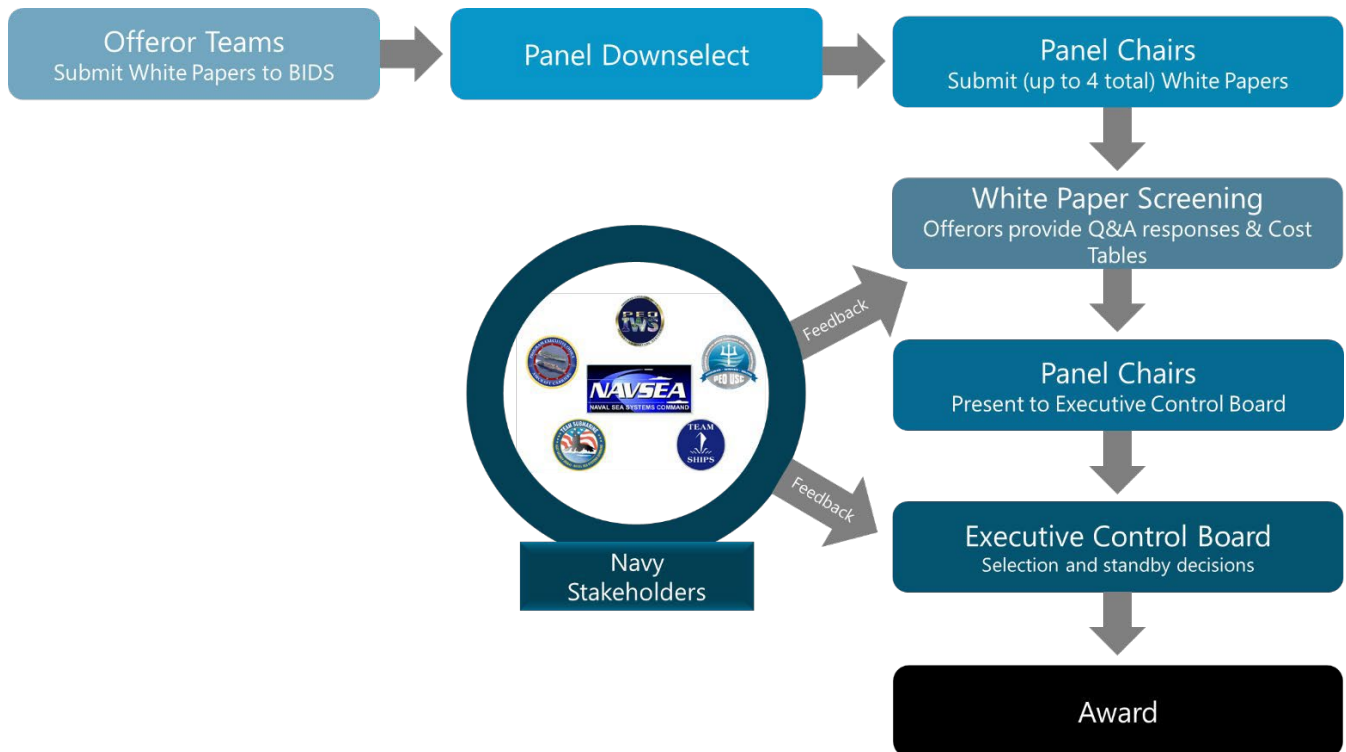 Offeror Teams
Submit White Papers to BIDS
Panel Downselect
Panel Chairs
Submit (up to 4 total) White Papers
White Paper Screening
Offerors provide Q&A responses & Cost
Tables
Feedback
PEO
IWS
PEO USC
NAVSEA
NAVAL SEA SYSTEMS COMMAND
TEAM SUBMARINE
TEAM
SHIPS
Panel Chairs
Present to Executive Control Board
Feedback
Executive Control Board
Selection and standby decisions
Navy
Stakeholders
Award